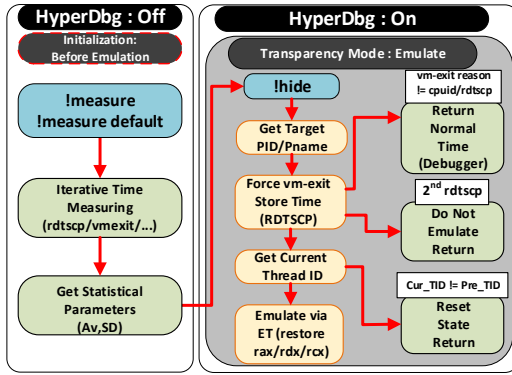 HyperDbg : Off
Initialization:
Before Emulation
!measure
!measure default
Iterative Time
Measuring
(rdtscp/vmexit/...)
Get Statistical
Parameters
(Av,SD)
HyperDbg : On
Transparency Mode : Emulate
!hide
Get Target
PID/Pname
Force vm-exit
Store Time
(RDTSCP)
Get Current
Thread ID
Emulate via
ET (restore
rax/rdx/rcx)
vm-exit reason
!= cpuid/rdtscp
Return
Normal
Time
(Debugger)
2nd rdtscp
Do Not
Emulate
Return
Cur_TID != Pre_TID
Reset
State
Return